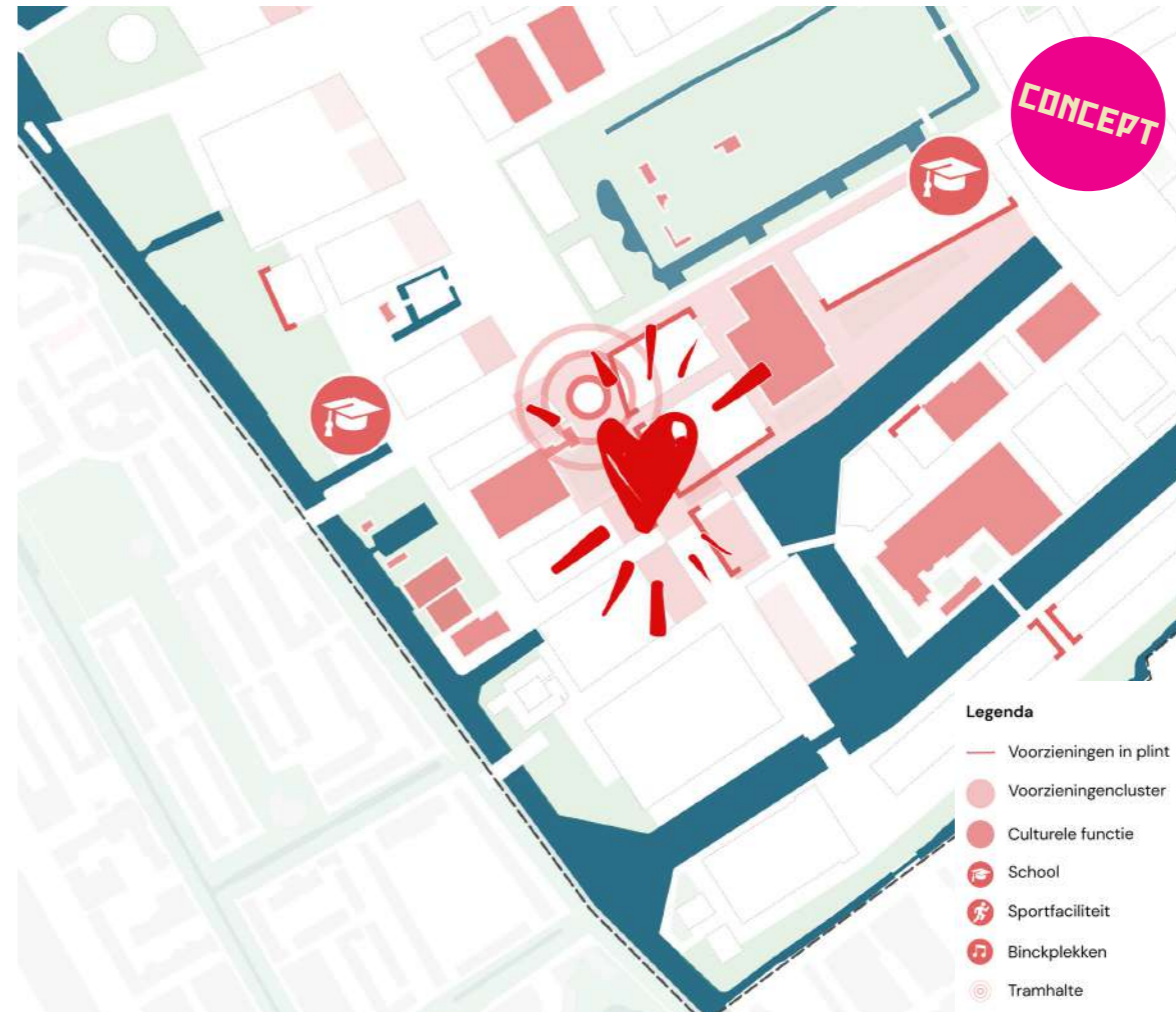 CONCEPT
Legenda
Voorzieningen in plint
Voorzieningencluster
Culturele functie
School
Sportfaciliteit
Binckplekken
Tramhalte